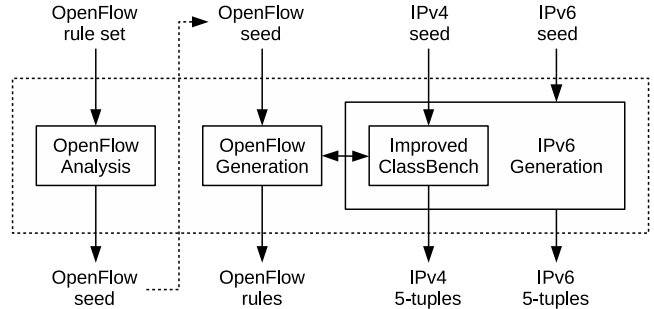 OpenFlow
rule set
OpenFlow
seed
IPv4
seed
IPv6
seed
OpenFlow
Analysis
OpenFlow
Generation
Improved
ClassBench
IPv6
Generation
OpenFlow
seed
OpenFlow
rules
IPv4
5-tuples
IPv6
5-tuples